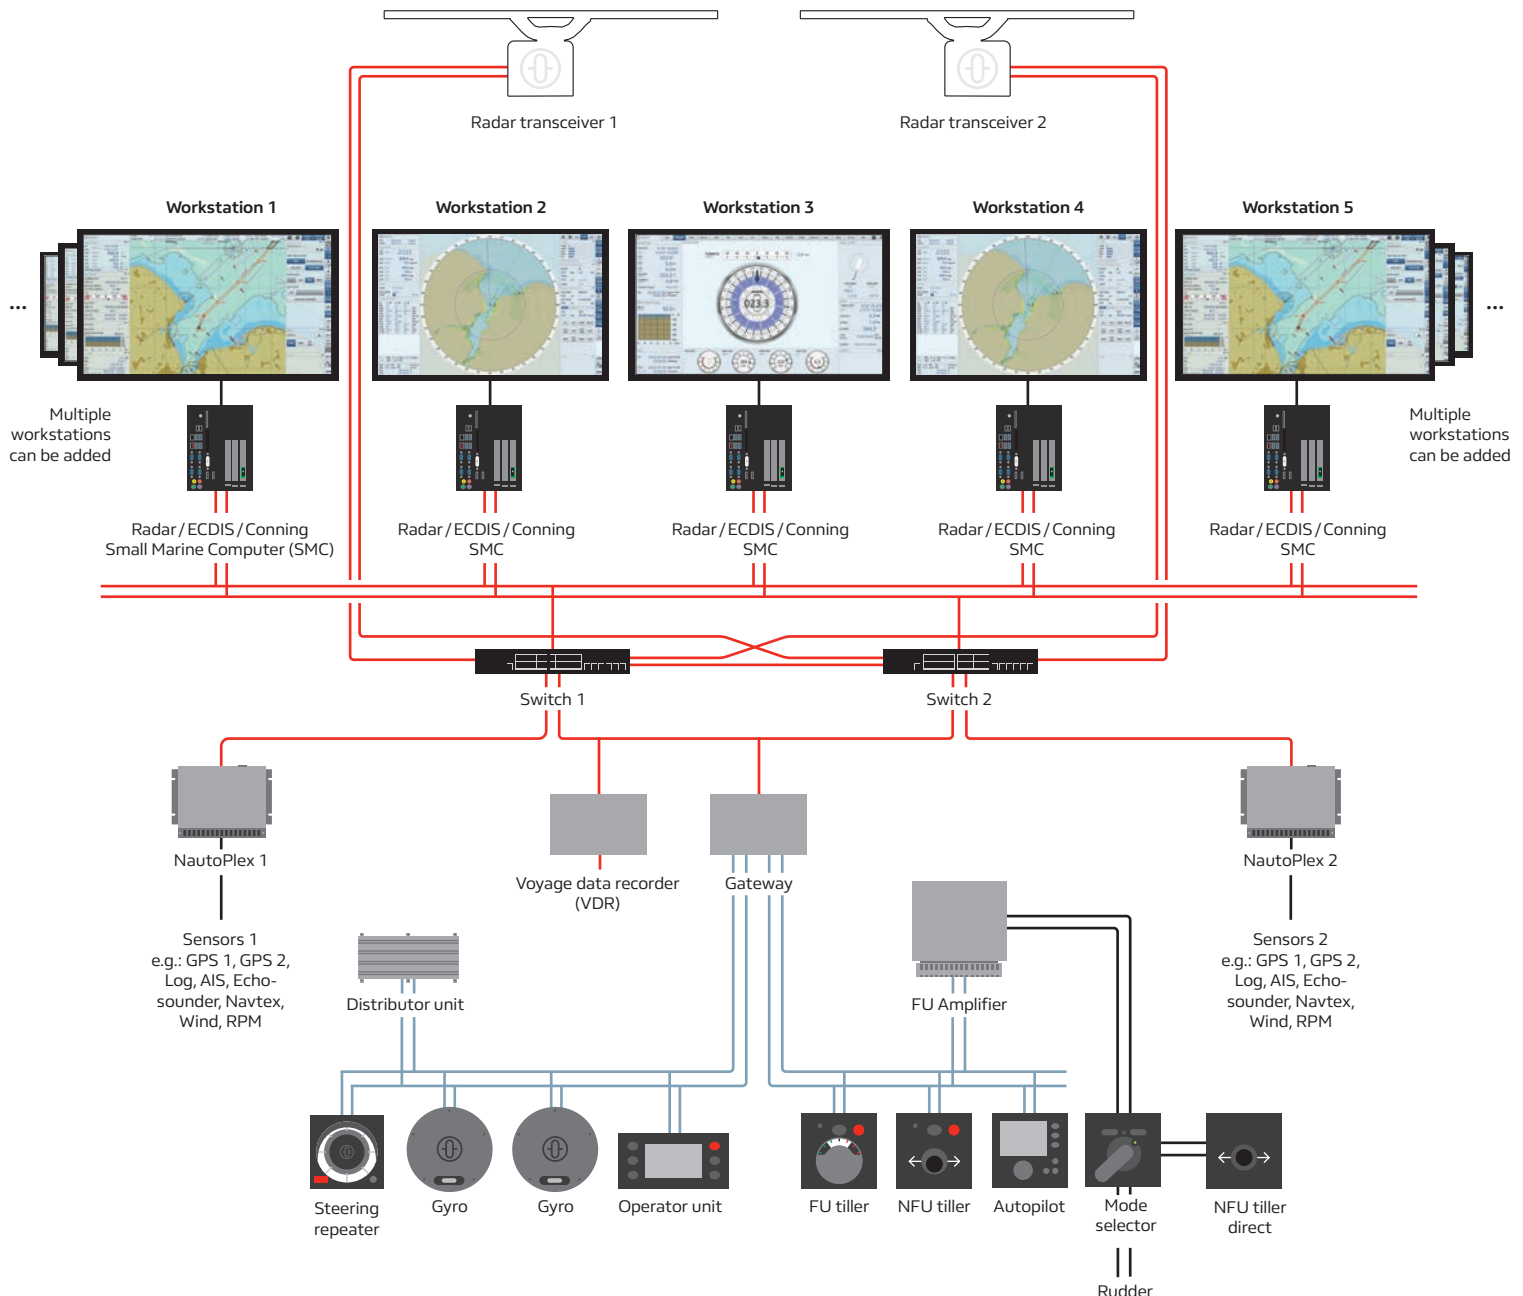 Radar transceiver 1
Radar transceiver 2
Workstation 1
Workstation 2
Workstation 3
Workstation 4
Workstation 5
...
...
023.3
Multiple
workstations
can be added
Multiple
workstations
can be added
Radar / ECDIS / Conning
Small Marine Computer (SMC)
Radar / ECDIS / Conning
SMC
Radar / ECDIS / Conning
SMC
Radar / ECDIS / Conning
SMC
Radar / ECDIS / Conning
SMC
Switch 1
Switch 2
NautoPlex 1
Voyage data recorder
(VDR)
Gateway
NautoPlex 2
Sensors 1
e.g.: GPS 1, GPS 2,
Log, AIS, Echo-
sounder, Navtex,
Wind, RPM
Distributor unit
FU Amplifier
Sensors 2
e.g.: GPS 1, GPS 2,
Log, AIS, Echo-
sounder, Navtex,
Wind, RPM
Steering
repeater
Gyro
Gyro
Operator unit
FU tiller
NFU tiller
Autopilot
Mode
selector
NFU tiller
direct
Rudder